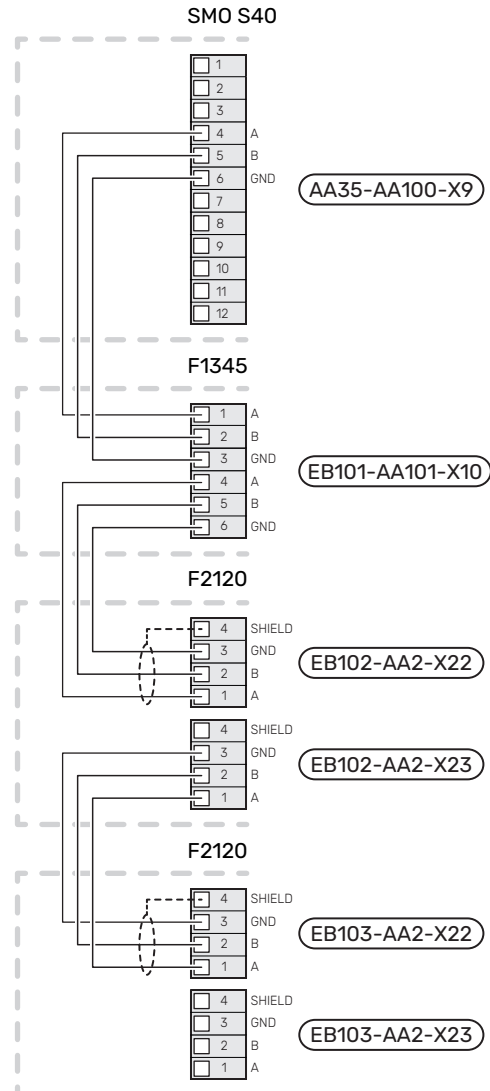 SMO S40
1
2
3
4 A
5 B
6 GND
AA35-AA100-X9
7
8
9
10
11
12
F1345
1 A
2 B
3 GND
EB101-AA101-X10
4 A
5 B
6 GND
F2120
4 SHIELD
3 GND
EB102-AA2-X22
2 B
1 A
4 SHIELD
3 GND
EB102-AA2-X23
2 B
1 A
F2120
4 SHIELD
3 GND
EB103-AA2-X22
2 B
1 A
4 SHIELD
3 GND
EB103-AA2-X23
2 B
1 A